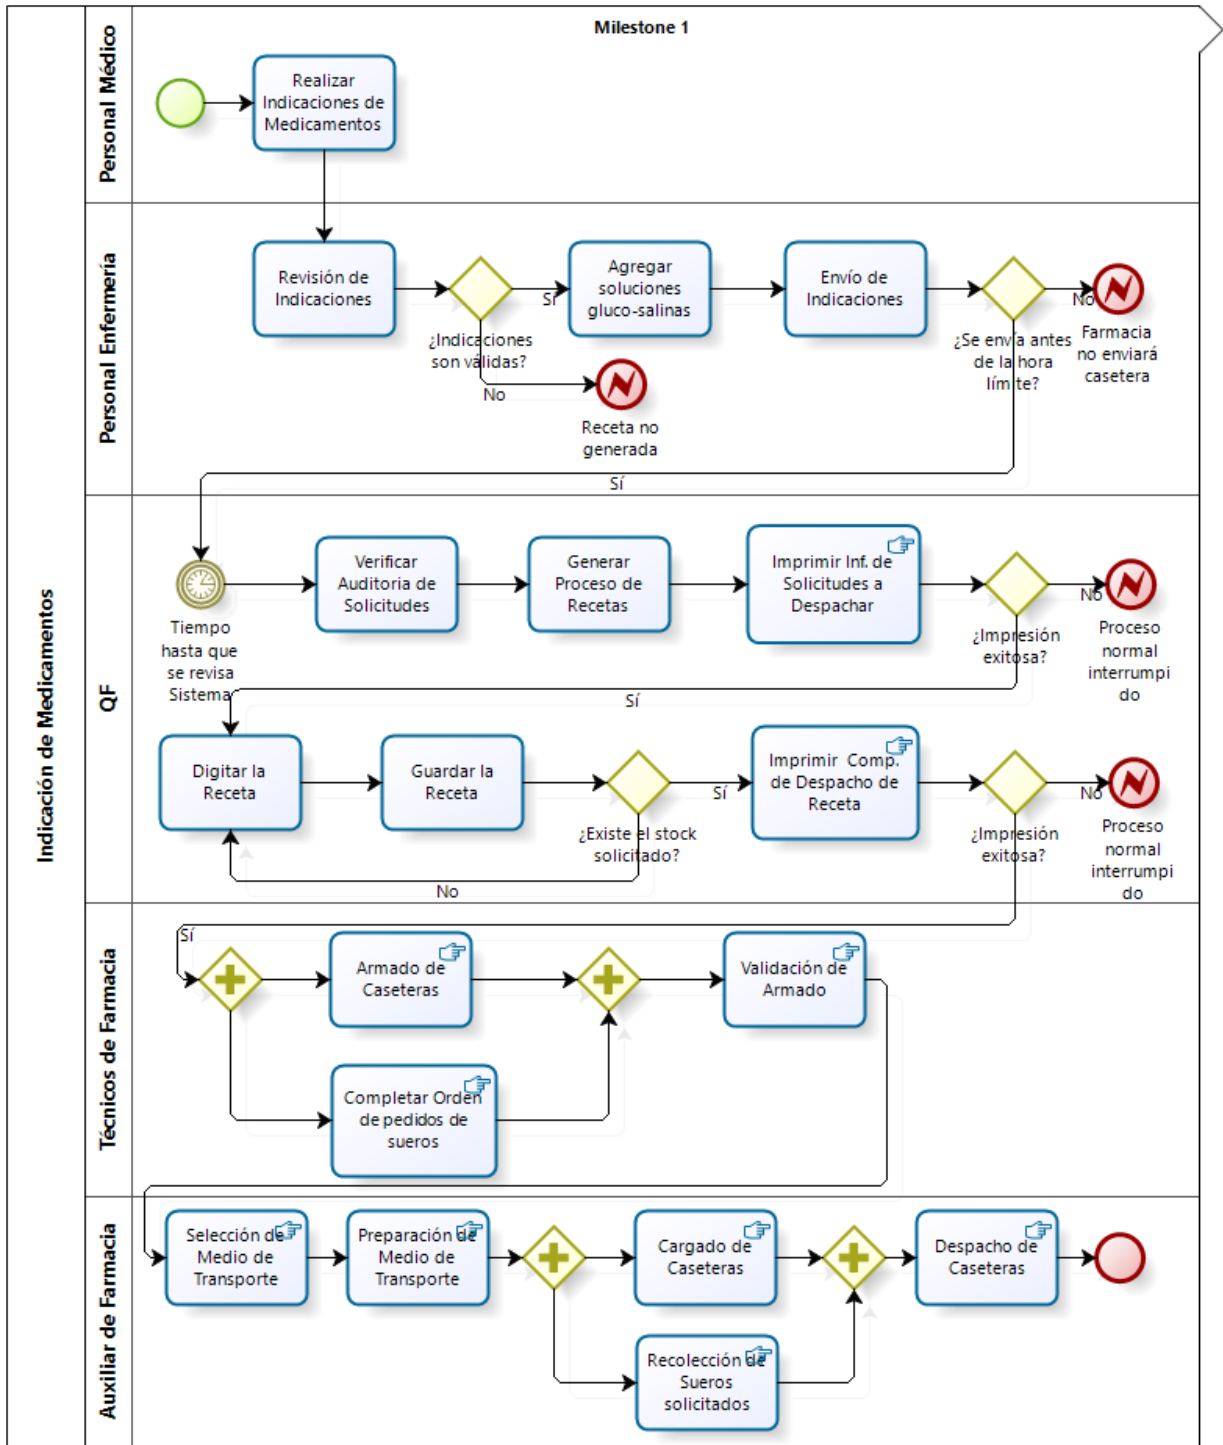 Milestone 1
Indicación de Medicamentos
Personal Médico
Realizar
Indicaciones de
Medicamentos
Personal Enfermería
Revisión de
Indicaciones
¿Indicaciones
son válidas?
Sí
No
Agregar
soluciones
gluco-salinas
Receta no
generada
Envío de
Indicaciones
¿Se envía antes
de la hora
límite?
No
Farmacia
no enviará
casetera
Sí
QF
Tiempo
hasta que
se revisa
Sistema
Verificar
Auditoria de
Solicitudes
Generar
Proceso de
Recetas
Imprimir Inf. de
Solicitudes a
Despachar
¿Impresión
exitosa?
No
Proceso
normal
interrumpi
do
Sí
Digitar la
Receta
Guardar la
Receta
¿Existe el stock
solicitado?
Sí
No
Imprimir Comp.
de Despacho de
Receta
¿Impresión
exitosa?
No
Proceso
normal
interrumpi
do
Técnicos de Farmacia
Sí
Armado de
Caseteras
Validación de
Armado
Completar Orden
de pedidos de
sueros
Auxiliar de Farmacia
Selección de
Medio de
Transporte
Preparación de
Medio de
Transporte
Cargado de
Caseteras
Despacho de
Caseteras
Recolección de
Sueros
solicitados